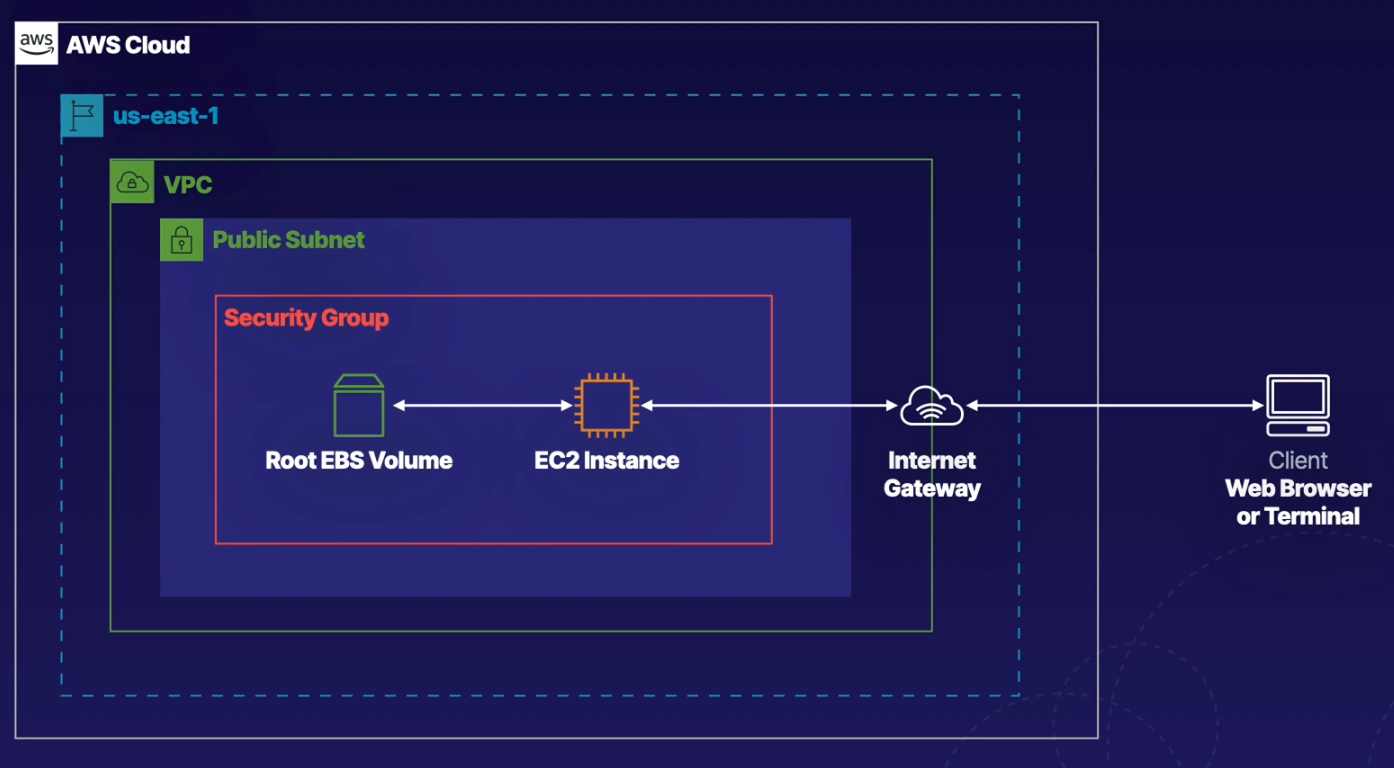 aws
AWS Cloud
us-east-1
VPC
Public Subnet
Security Group
Root EBS Volume
EC2 Instance
Internet
Gateway
Client
Web Browser
or Terminal